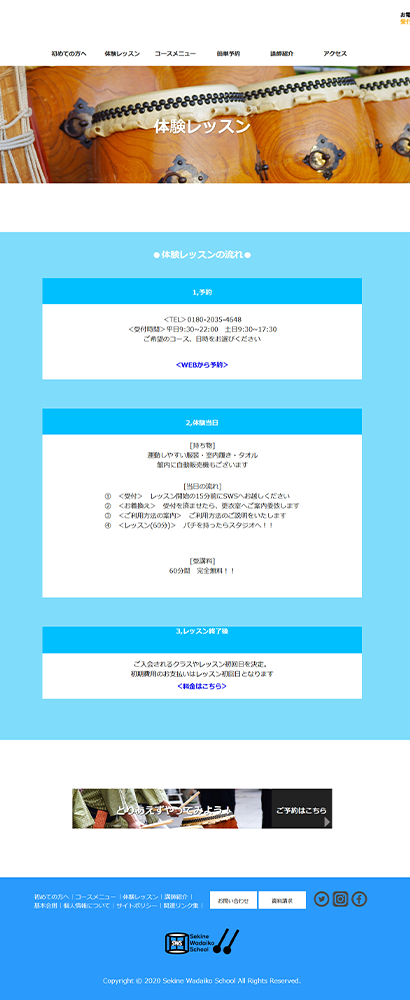 お電
受付
初めての方へ 体験レッスン コースメニュー 簡単予約 講師紹介 アクセス
体験レッスン
●体験レッスンの流れ●
1,予約
＜TEL＞0180-2035-4648
＜受付時間＞平日9:30~22:00　土日9:30~17:30
ご希望のコース、日時をお選びください
＜WEBから予約＞
2,体験当日
[持ち物]
運動しやすい服装・室内履き・タオル
館内に自動販売機もございます
[当日の流れ]
①　＜受付＞　レッスン開始の15分前にSWSへお越しください
②　＜お着換え＞　受付を済ませたら、更衣室へご案内致します
③　＜ご利用方法の案内＞　ご利用方法のご説明をいたします
④　＜レッスン(60分)＞　バチを持ったらスタジオへ！！
[受講料]
60分間　完全無料！！
3,レッスン終了後
ご入会されるクラスやレッスン初回日を決定。
初期費用のお支払いはレッスン初回日となります
＜料金はこちら＞
とりあえずやってみよう♪
ご予約はこちら
初めての方へ｜コースメニュー｜体験レッスン｜講師紹介｜
基本会則｜個人情報について｜サイトポリシー｜関連リンク集｜
お問い合わせ 資料請求
SWS Sekine
Wadaiko
School
Copyright © 2020 Sekine Wadaiko School All Rights Reserved.